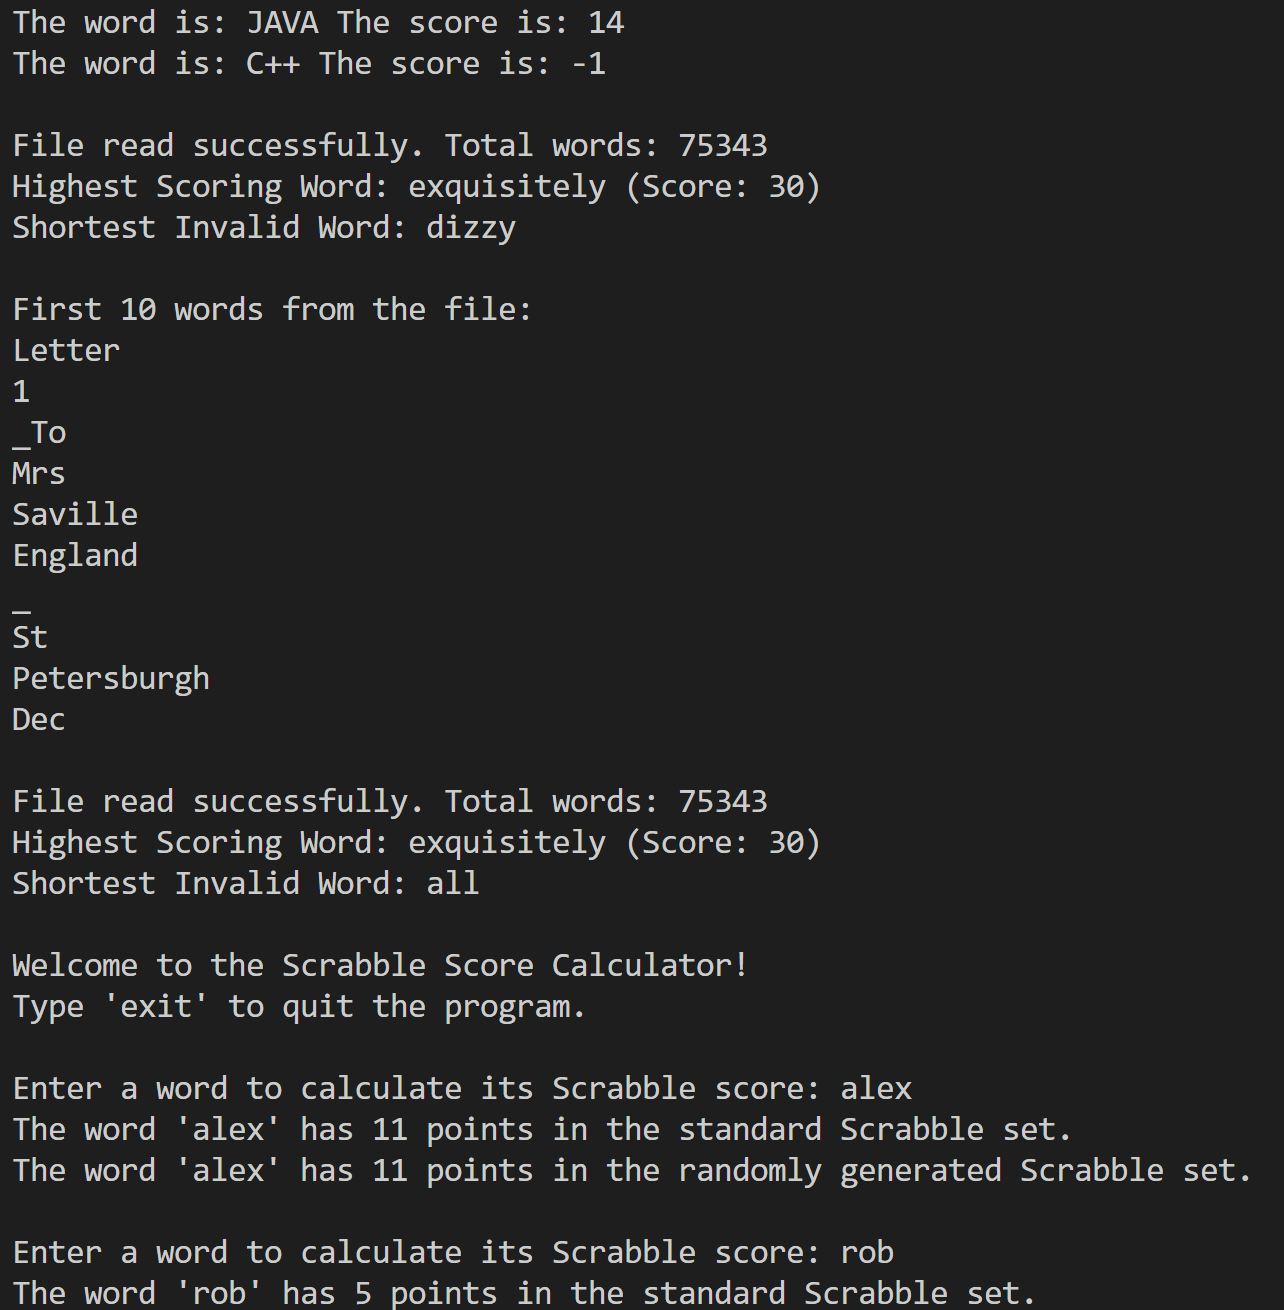 The word is: JAVA The score is: 14
The word is: C++ The score is: -1
File read successfully. Total words: 75343
Highest Scoring Word: exquisitely (Score: 30)
Shortest Invalid Word: dizzy
First 10 words from the file:
Letter
1
_To
Mrs
Saville
England
_
St
Petersburgh
Dec
File read successfully. Total words: 75343
Highest Scoring Word: exquisitely (Score: 30)
Shortest Invalid Word: all
Welcome to the Scrabble Score Calculator!
Type 'exit' to quit the program.
Enter a word to calculate its Scrabble score: alex
The word 'alex' has 11 points in the standard Scrabble set.
The word 'alex' has 11 points in the randomly generated Scrabble set.
Enter a word to calculate its Scrabble score: rob
The word 'rob' has 5 points in the standard Scrabble set.